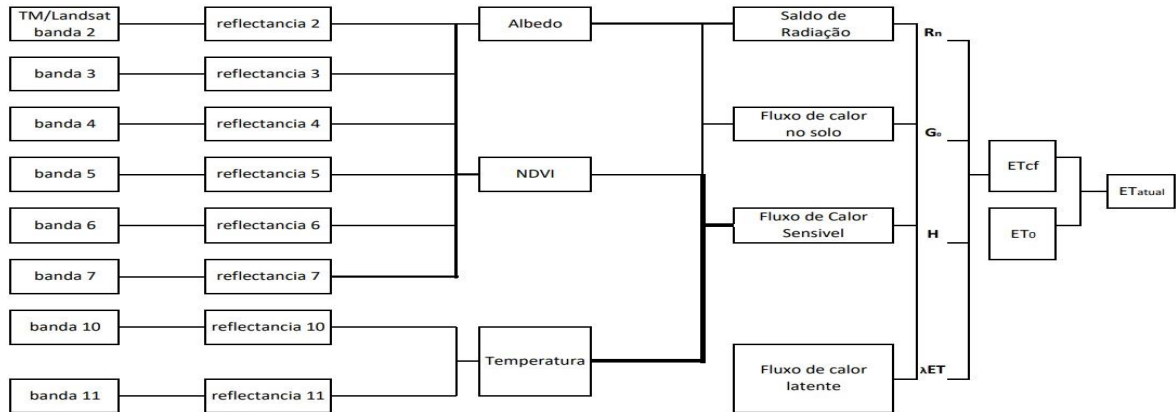 TM/Landsat
banda 2
reflectancia 2
Albedo
Saldo de
Radiação
Rn
banda 3
reflectancia 3
banda 4
reflectancia 4
Fluxo de calor
no solo
G₀
banda 5
reflectancia 5
NDVI
ETcf
ETatual
banda 6
reflectancia 6
Fluxo de Calor
Sensivel
H
ET0
banda 7
reflectancia 7
banda 10
reflectancia 10
Temperatura
Fluxo de calor
latente
λET
banda 11
reflectancia 11